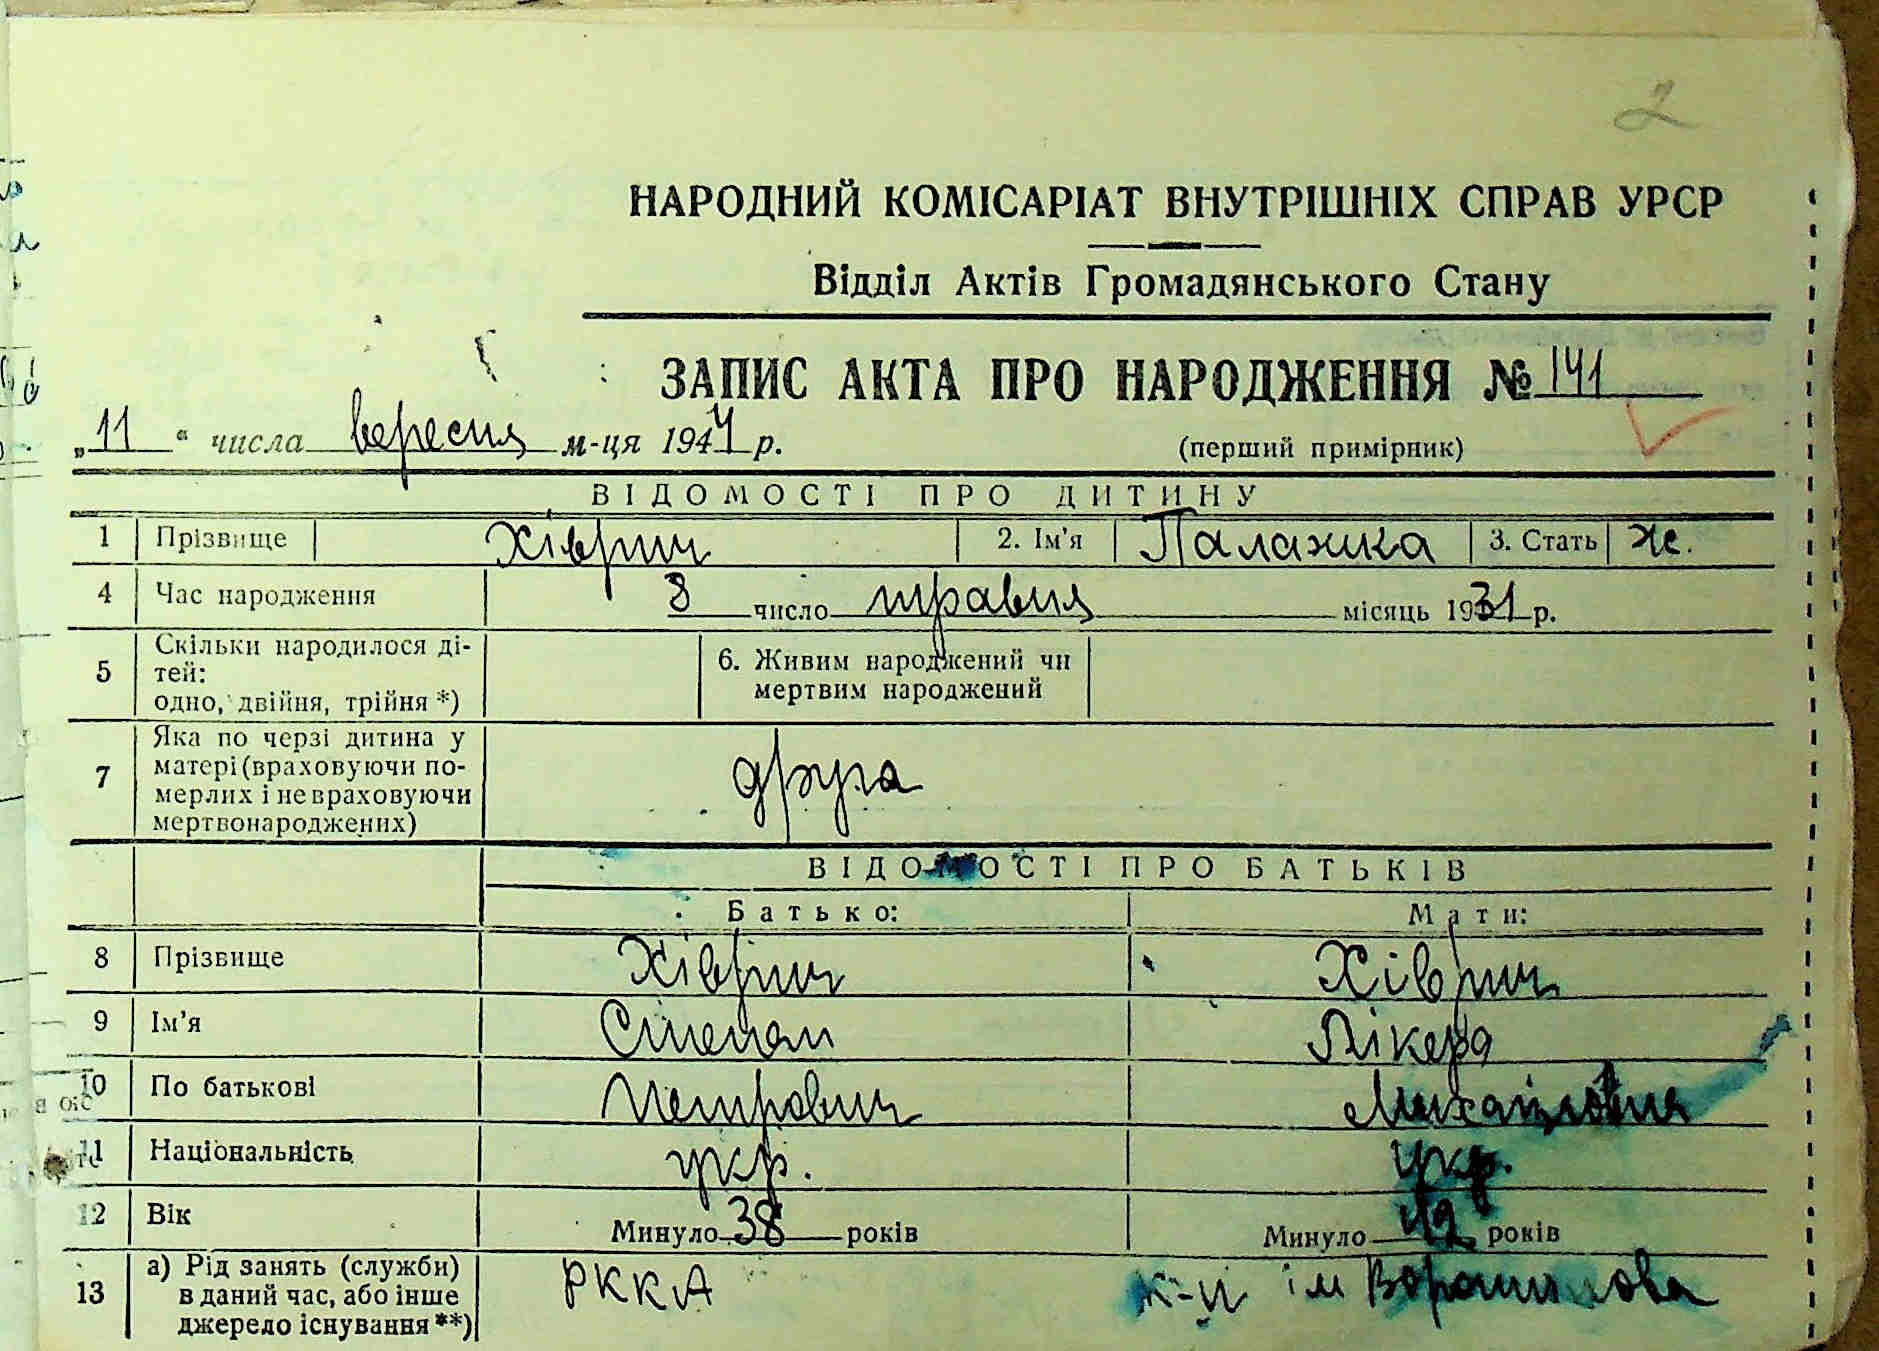 2
НАРОДНИЙ КОМІСАРІАТ ВНУТРІШНІХ СПРАВ УРСР
Відділ Актів Громадянського Стану
ЗАПИС АКТА ПРО НАРОДЖЕННЯ № 141
„11“ числа вересня м-ця 1944 р. (перший примірник)
ВІДОМОСТІ ПРО ДИТИНУ
1 Прізвище Хіврич 2. Ім'я Палажка 3. Стать ж.
4 Час народження 8 число травня місяць 1931 р.
5 Скільки народилося ді-
тей:
одно, двійня, трійня *)
6. Живим народжений чи
мертвим народжений
7 Яка по черзі дитина у
матері (враховуючи по-
мерлих і не враховуючи
мертвонароджених)
друга
ВІДОМОСТІ ПРО БАТЬКІВ
Батько: Мати:
8 Прізвище Хіврич Хіврич
9 Ім'я Степан Лікера
10 По батькові Петрович Михайловна
11 Національність укр. укр.
12 Вік Минуло 38 років Минуло 42 років
13 а) Рід занять (служби)
в даний час, або інше
джерело існування **)
РККА к-п ім Ворошилова